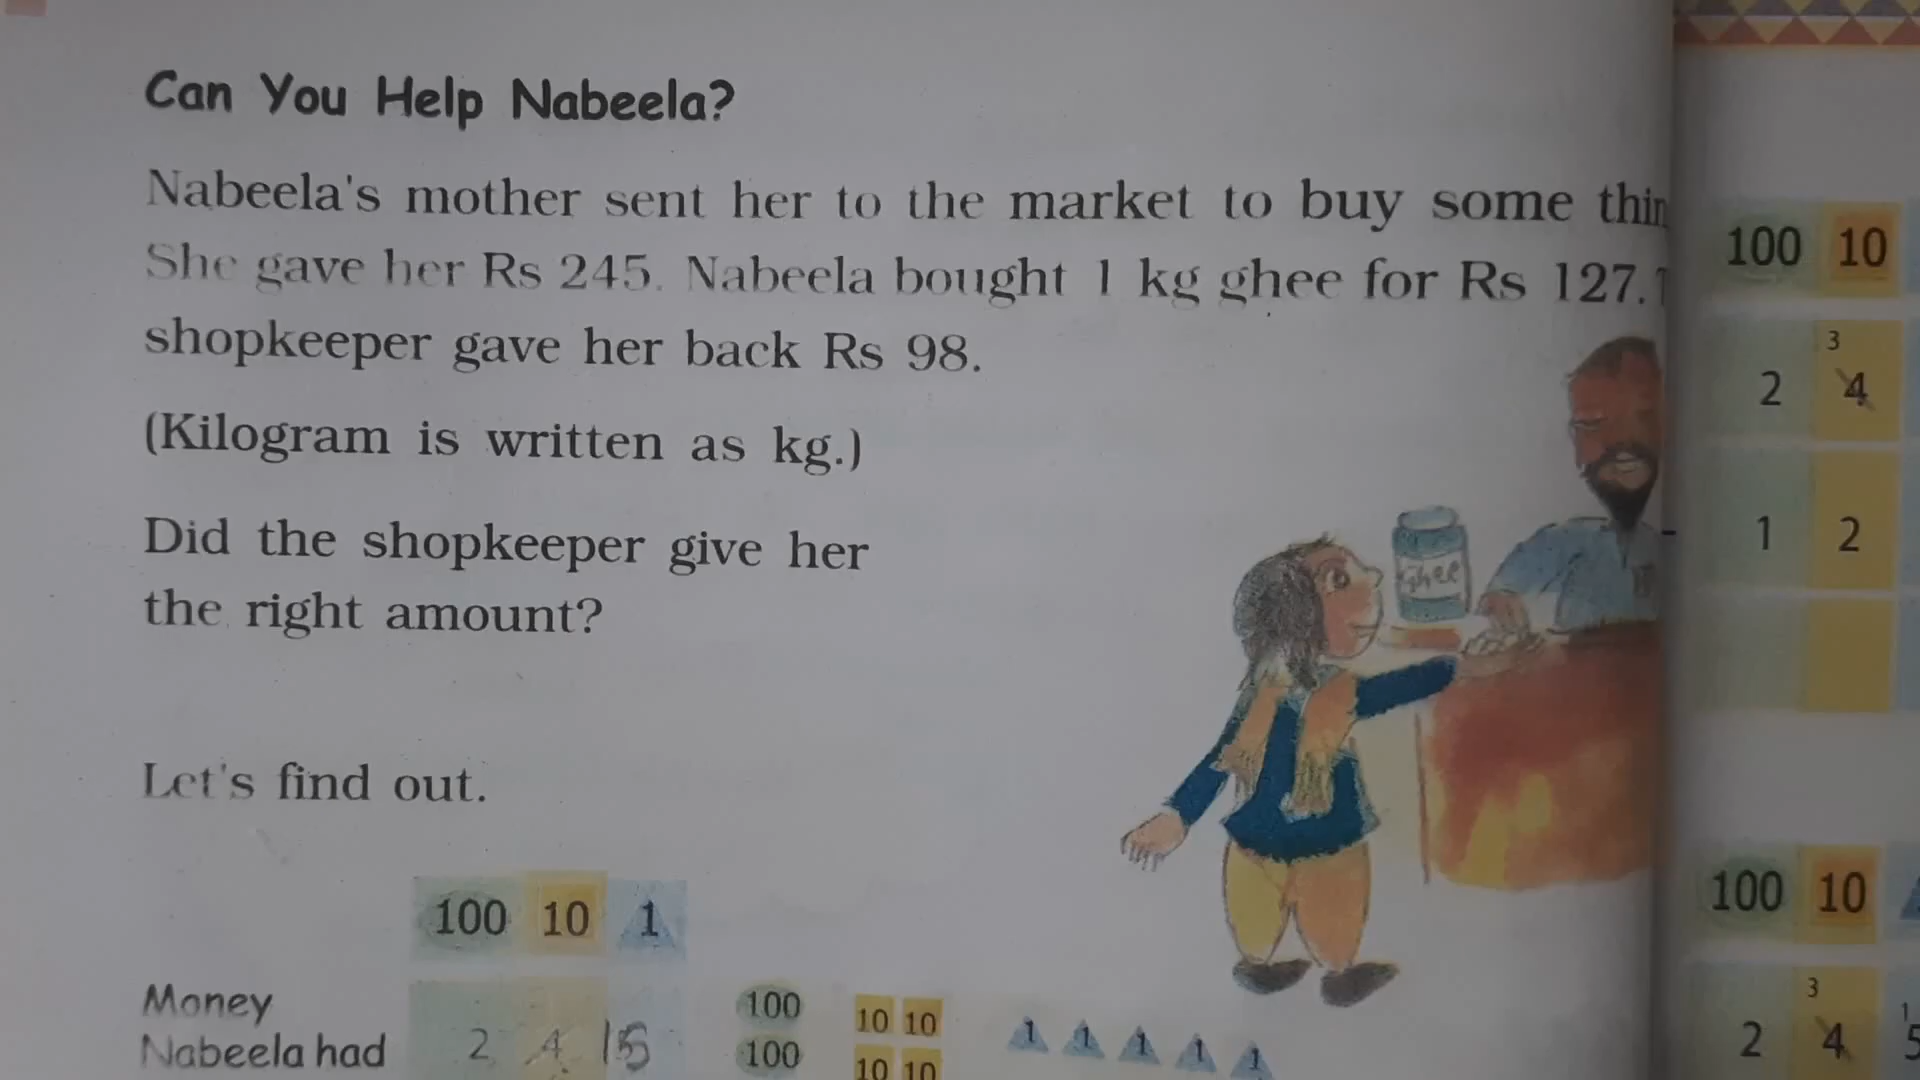 Can You Help Nabeela?
Nabeela's mother sent her to the market to buy some
She gave her Rs 245. Nabeela bought 1 kg ghee for Rs 127.
shopkeeper gave her back Rs 98.
(Kilogram is written as kg.)
Did the shopkeeper give her
the right amount?
Ghee
Let's find out.
100 10 1
Money
Nabeela had 2 4 15
100 10 10 1 1 1 1 1
100 10 10
100 10
3
2 4
1 2
100 10
3 1
2 4 5